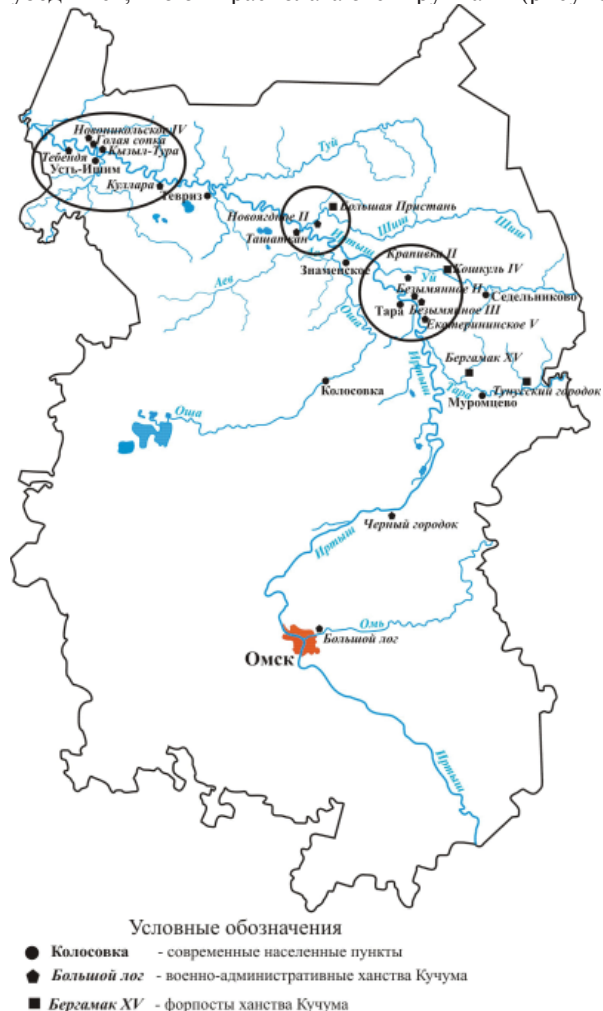 Новоникольское IV
Голая сопка
Кызыл-Тура
Тебендя
Усть-Ишим
Куллара
Тевриз
Туй
Большая Пристань
Новоягодное II
Шиш
Шиш
Ташаткан
Иртыш
Знаменское
Крапивка II
Уй
Кошкуль IV
Аев
Безымянное II
Седельниково
Тара
Безымянное III
Оша
Екатерининское V
Бергамак XV
Иртыш
Тара
Тунусский городок
Колосовка
Муромцево
Оша
Черный городок
Иртыш
Омь
Большой лог
Омск
Иртыш
Условные обозначения
Колосовка - современные населенные пункты
Большой лог - военно-административные ханства Кучума
Бергамак XV - форпосты ханства Кучума